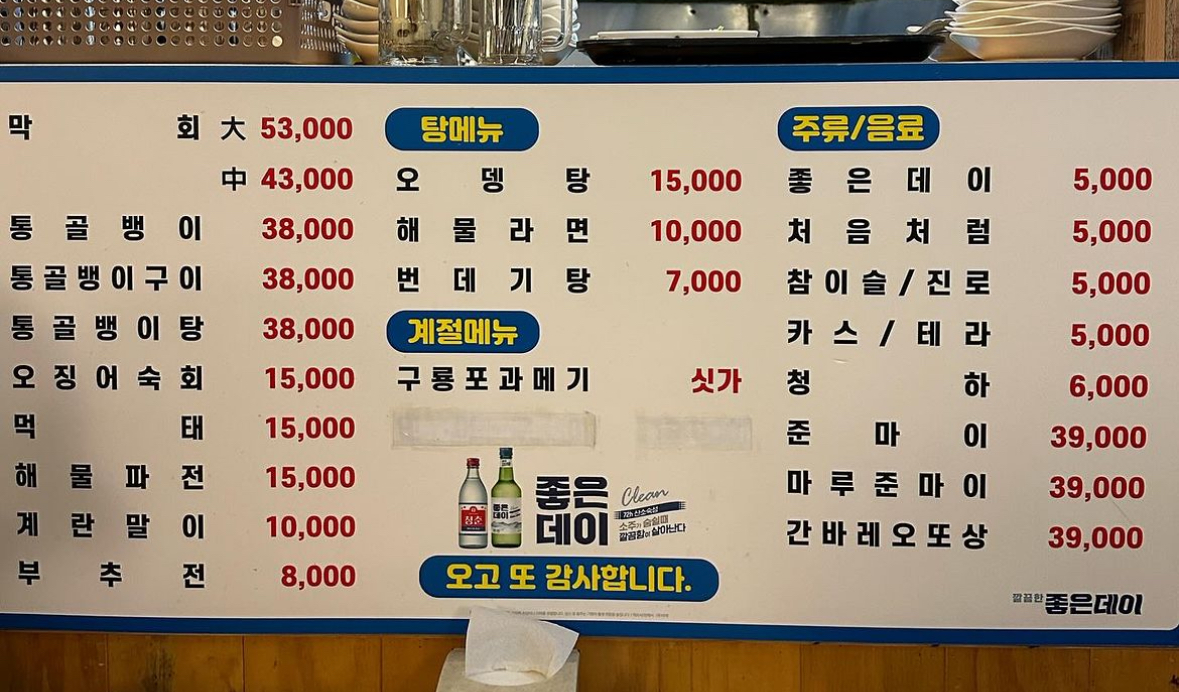 막회 大 53,000
中 43,000
통골뱅이 38,000
통골뱅이구이 38,000
통골뱅이탕 38,000
오징어숙회 15,000
먹태 15,000
해물파전 15,000
계란말이 10,000
부추전 8,000
탕메뉴
오뎅탕 15,000
해물라면 10,000
번데기탕 7,000
계절메뉴
구룡포과메기 싯가
좋은
데이
Clean
72h 산소숙성
소주가 숨쉴때
깔끔함이 살아난다
오고 또 감사합니다.
주류/음료
좋은데이 5,000
처음처럼 5,000
참이슬/진로 5,000
카스/테라 5,000
청하 6,000
준마이 39,000
마루준마이 39,000
간바레오또상 39,000
깔끔한 좋은데이